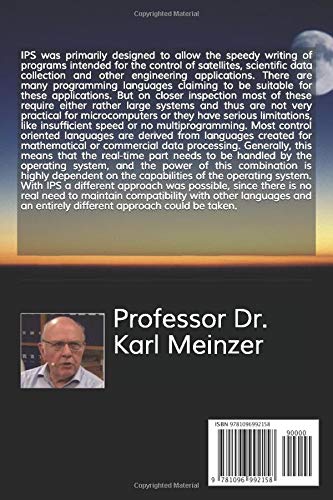 Copyrighted Material
IPS was primarily designed to allow the speedy writing of
programs intended for the control of satellites, scientific data
collection and other engineering applications. There are
many programming languages claiming to be suitable for
these applications. But on closer inspection most of these
require either rather large systems and thus are not very
practical for microcomputers or they have serious limitations,
like insufficient speed or no multiprogramming. Most control
oriented languages are derived from languages created for
mathematical or commercial data processing. Generally, this
means that the real-time part needs to be handled by the
operating system, and the power of this combination is
highly dependent on the capabilities of the operating system.
With IPS a different approach was possible, since there is no
real need to maintain compatibility with other languages and
an entirely different approach could be taken.
Professor Dr.
Karl Meinzer
ISBN 9781096992158
90000
9 781096 992158
Copyrighted Material